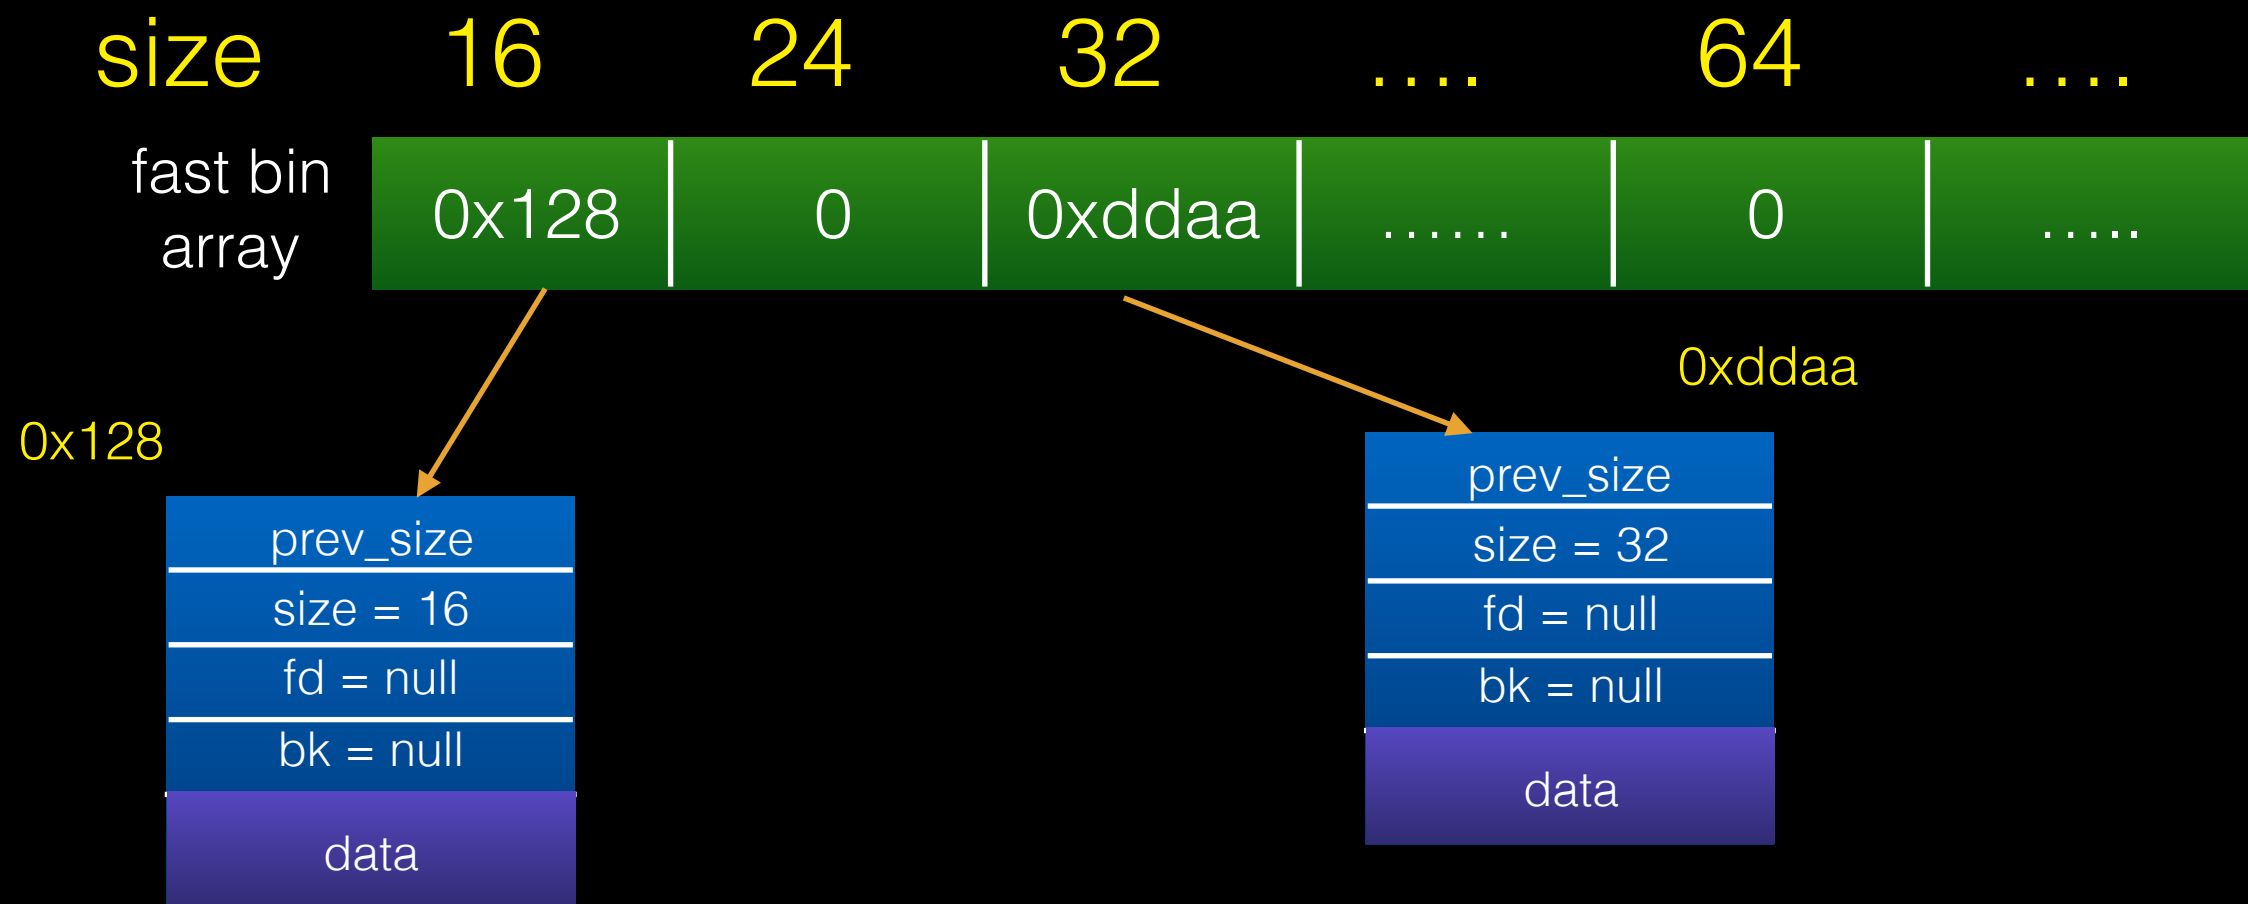 size 16 24 32 .... 64 ....
fast bin
array
0x128 0 0xddaa ...... 0 .....
0xddaa
0x128
prev_size
size = 32
fd = null
bk = null
data
prev_size
size = 16
fd = null
bk = null
data